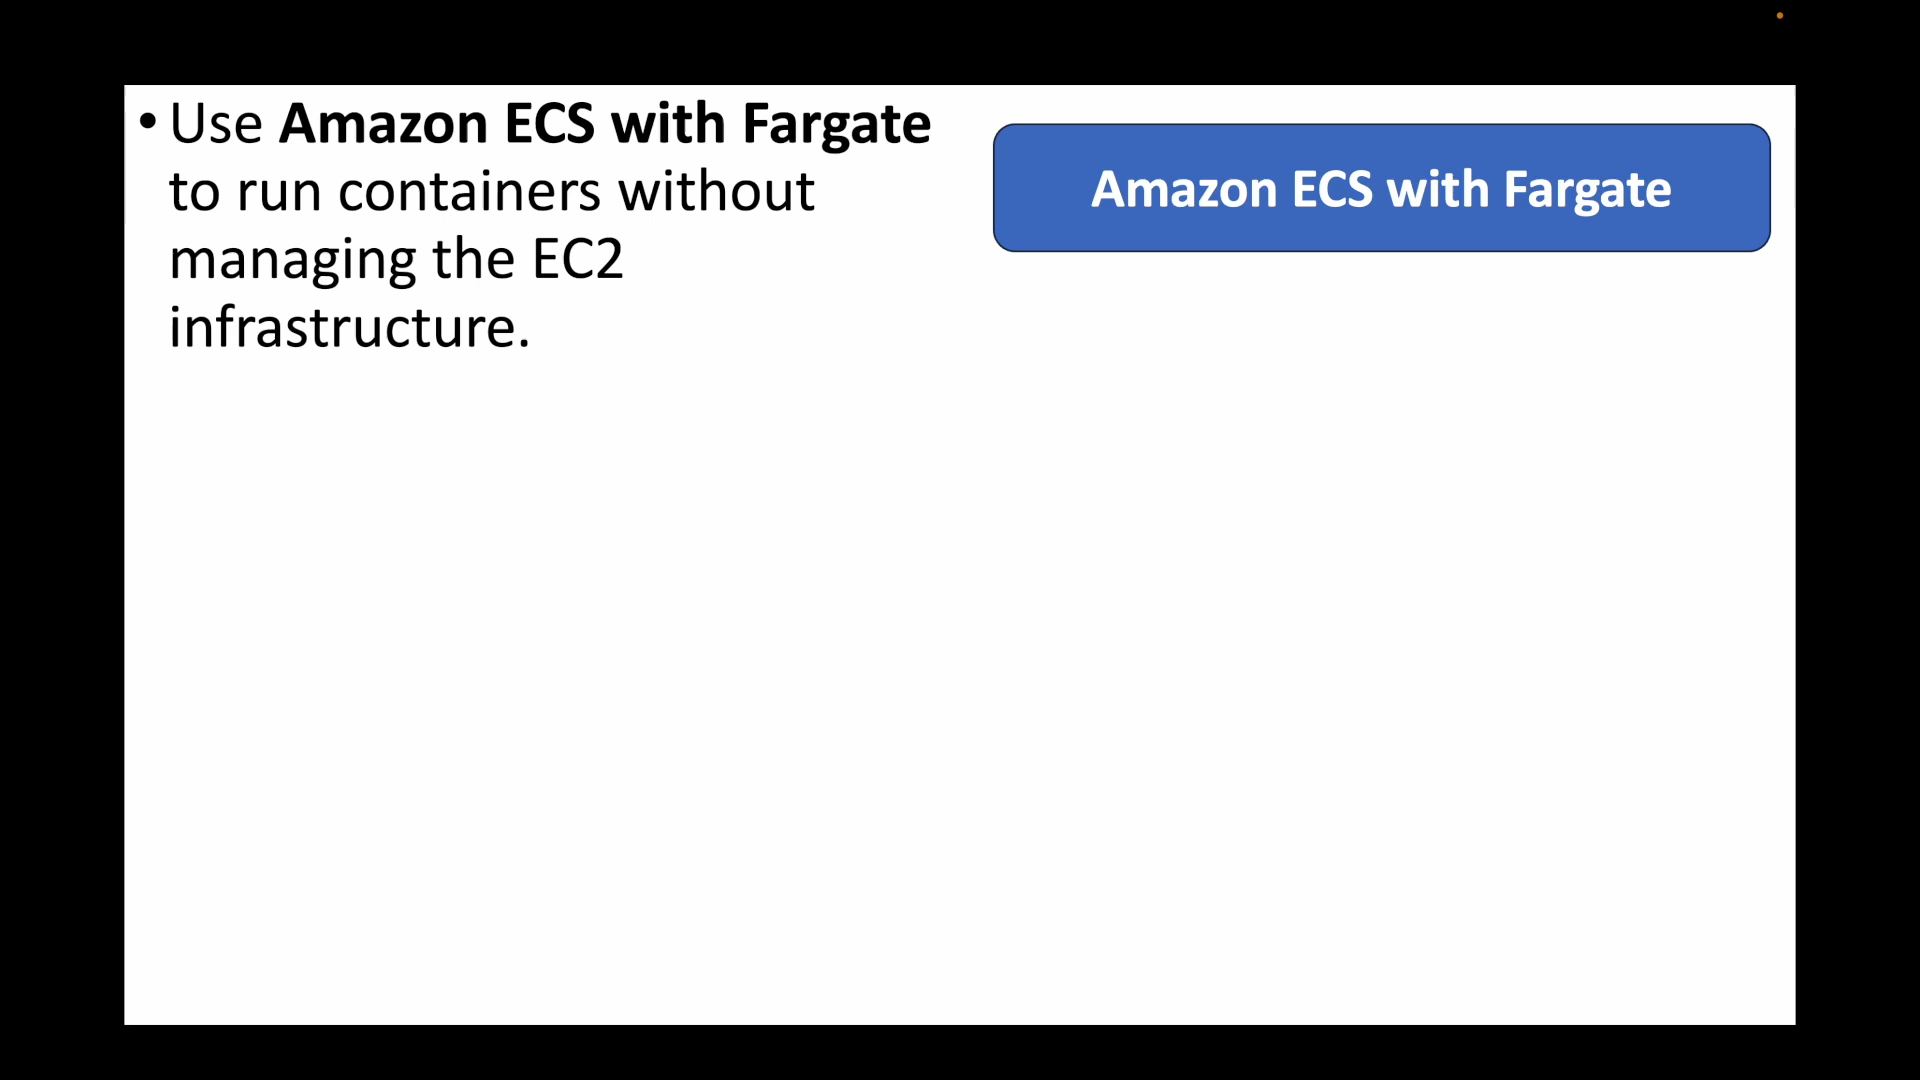 • Use Amazon ECS with Fargate
to run containers without
managing the EC2
infrastructure.
Amazon ECS with Fargate